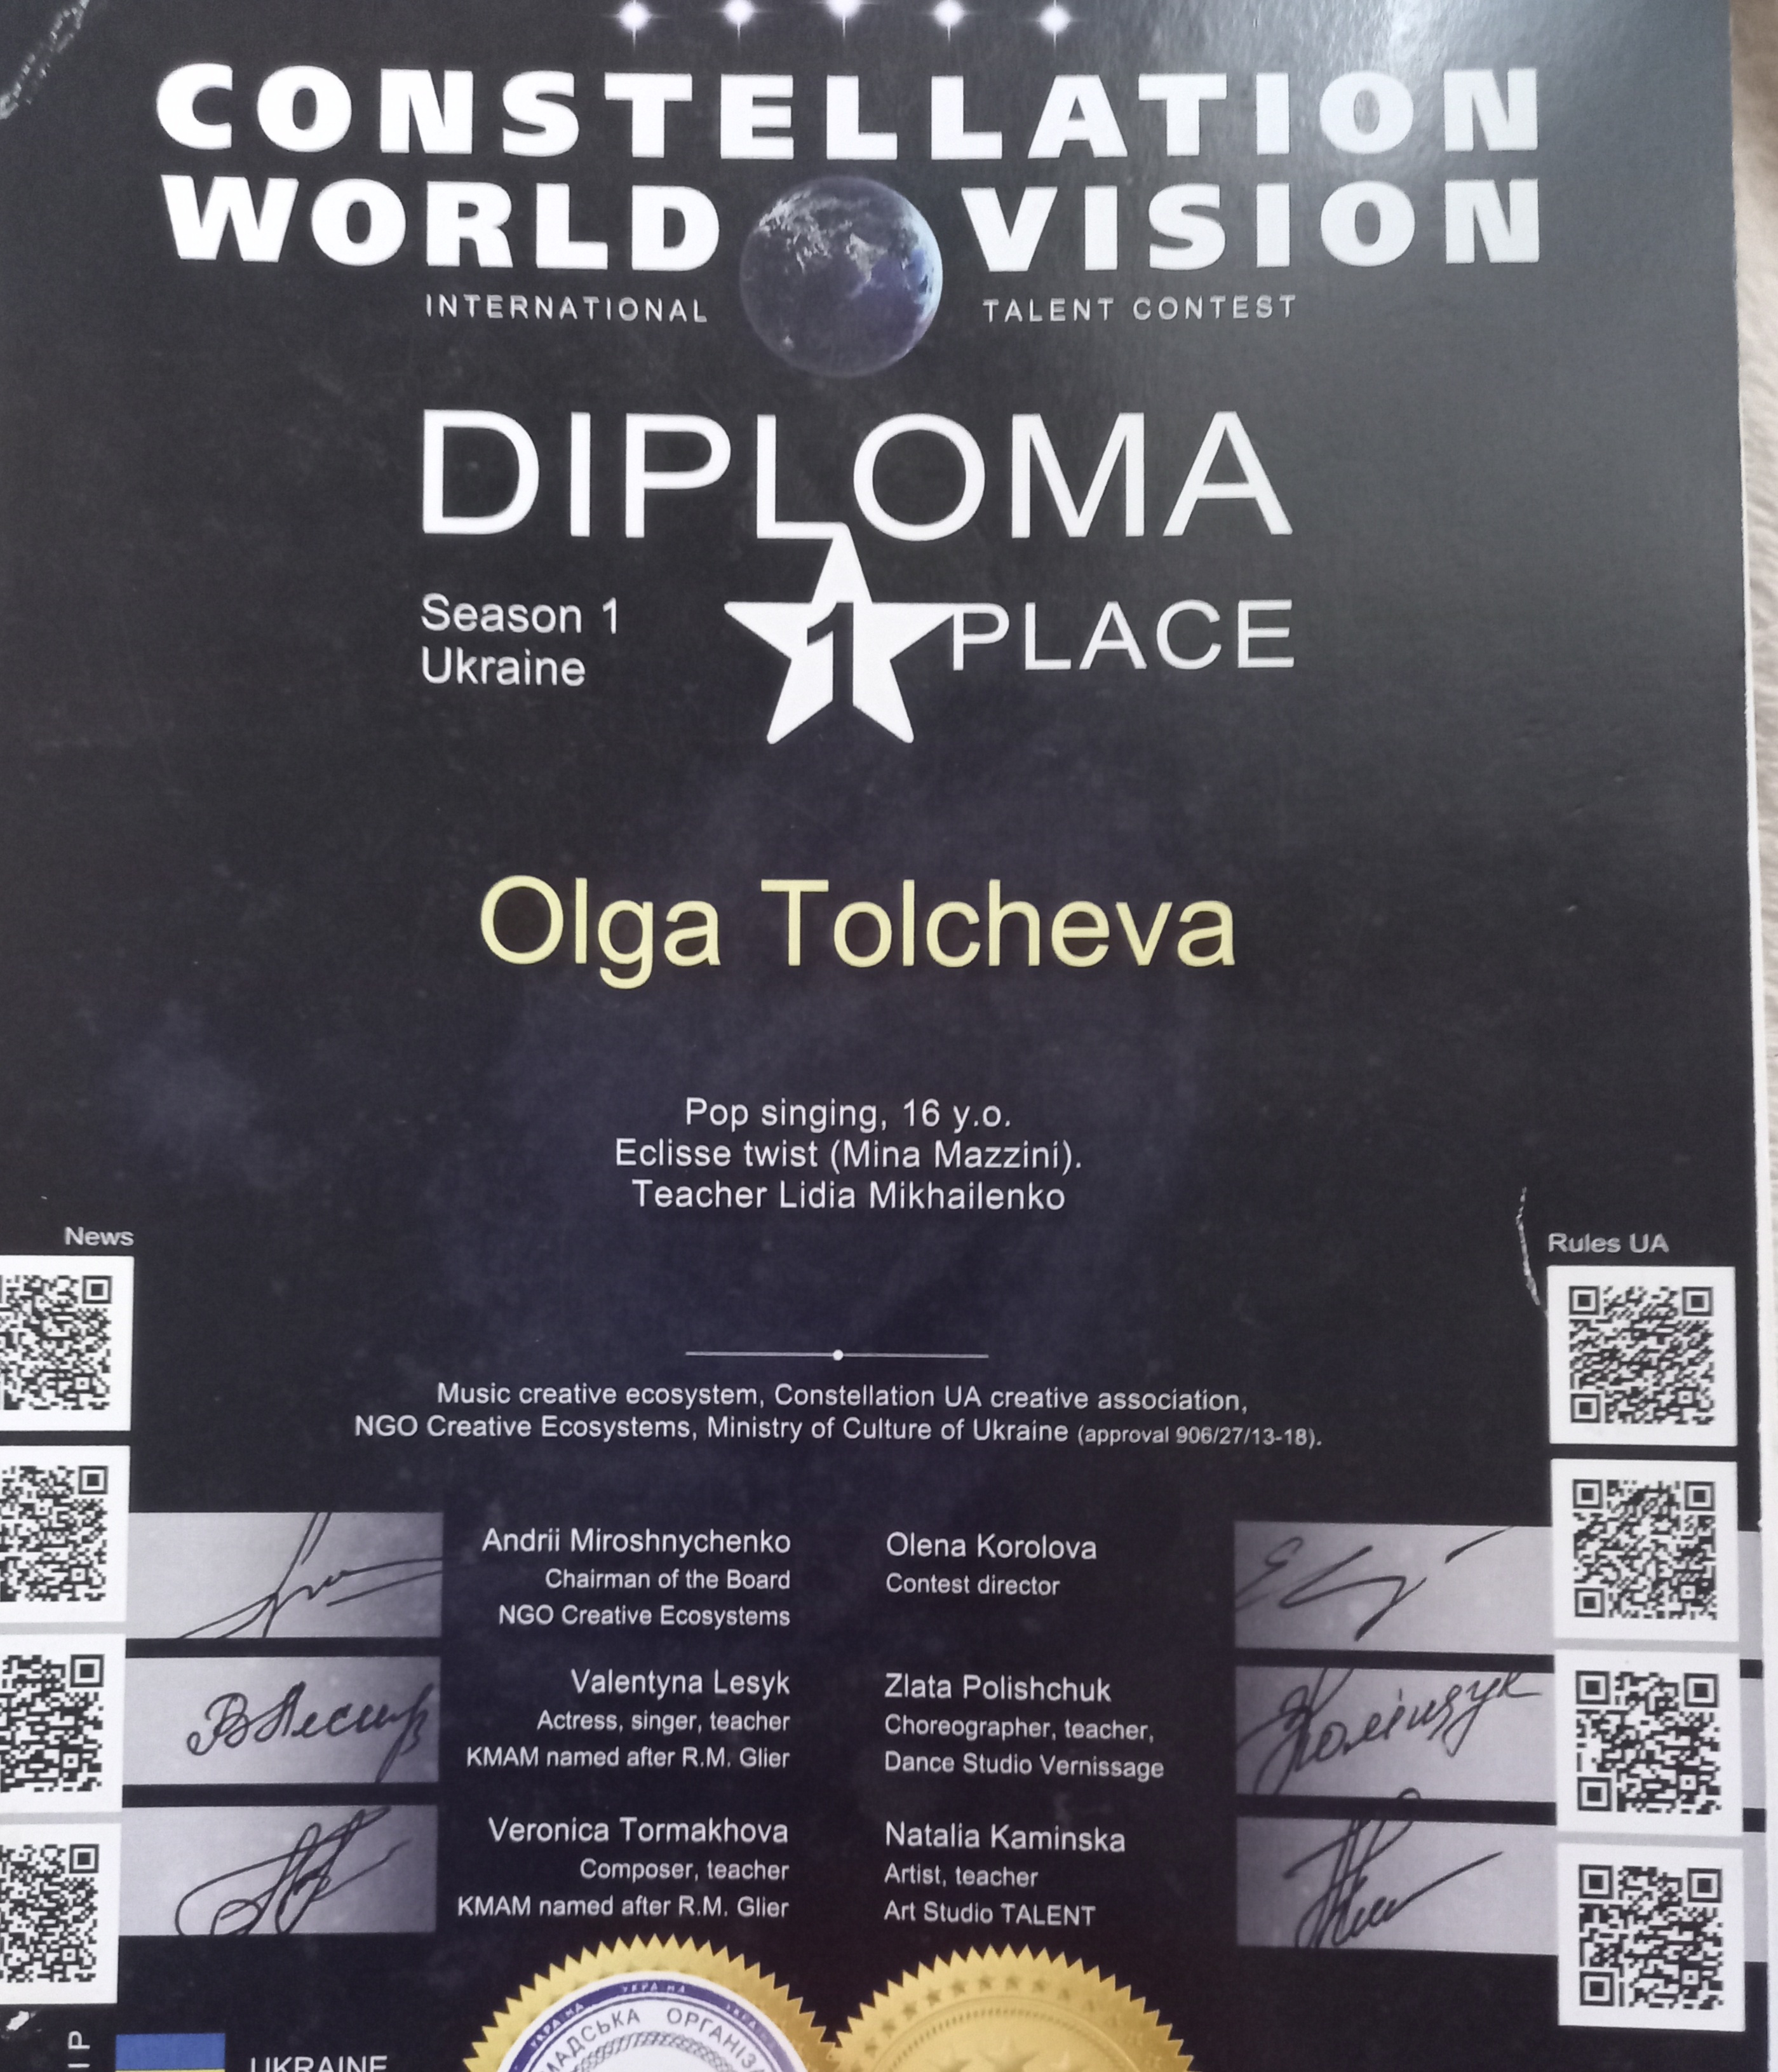 CONSTELLATION
WORLD VISION
INTERNATIONAL TALENT CONTEST
DIPLOMA
Season 1
Ukraine
1 PLACE
Olga Tolcheva
Pop singing, 16 y.o.
Eclisse twist (Mina Mazzini).
Teacher Lidia Mikhailenko
News
Rules UA
Music creative ecosystem, Constellation UA creative association,
NGO Creative Ecosystems, Ministry of Culture of Ukraine (approval 906/27/13-18).
Andrii Miroshnychenko
Chairman of the Board
NGO Creative Ecosystems
Olena Korolova
Contest director
Valentyna Lesyk
Actress, singer, teacher
KMAM named after R.M. Glier
Zlata Polishchuk
Choreographer, teacher,
Dance Studio Vernissage
Veronica Tormakhova
Composer, teacher
KMAM named after R.M. Glier
Natalia Kaminska
Artist, teacher
Art Studio TALENT
УКРАЇНА
UKRAINE